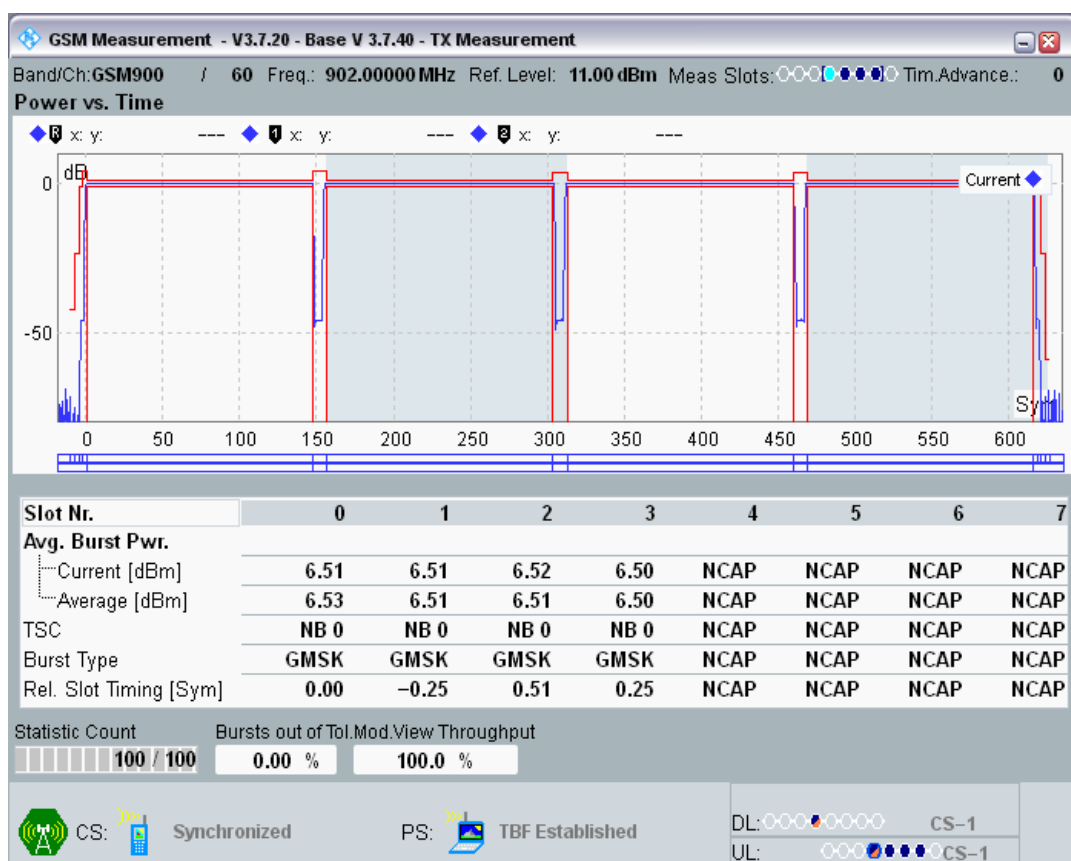 GSM Measurement - V3.7.20 - Base V 3.7.40 - TX Measurement
Band/Ch:GSM900 / 60 Freq.: 902.00000 MHz Ref. Level: 11.00 dBm Meas Slots: Tim.Advance.: 0
Power vs. Time
R x: y: --- 1 x: y: --- 2 x: y: ---
dB
0
Current
-50
0 50 100 150 200 250 300 350 400 450 500 550 600
Slot Nr. 0 1 2 3 4 5 6 7
Avg. Burst Pwr.
Current [dBm] 6.51 6.51 6.52 6.50 NCAP NCAP NCAP NCAP
Average [dBm] 6.53 6.51 6.51 6.50 NCAP NCAP NCAP NCAP
TSC NB 0 NB 0 NB 0 NB 0 NCAP NCAP NCAP NCAP
Burst Type GMSK GMSK GMSK GMSK NCAP NCAP NCAP NCAP
Rel. Slot Timing [Sym] 0.00 −0.25 0.51 0.25 NCAP NCAP NCAP NCAP
Statistic Count Bursts out of Tol. Mod.View Throughput
100 / 100 0.00 % 100.0 %
CS: Synchronized PS: TBF Established DL: CS−1
UL: CS−1